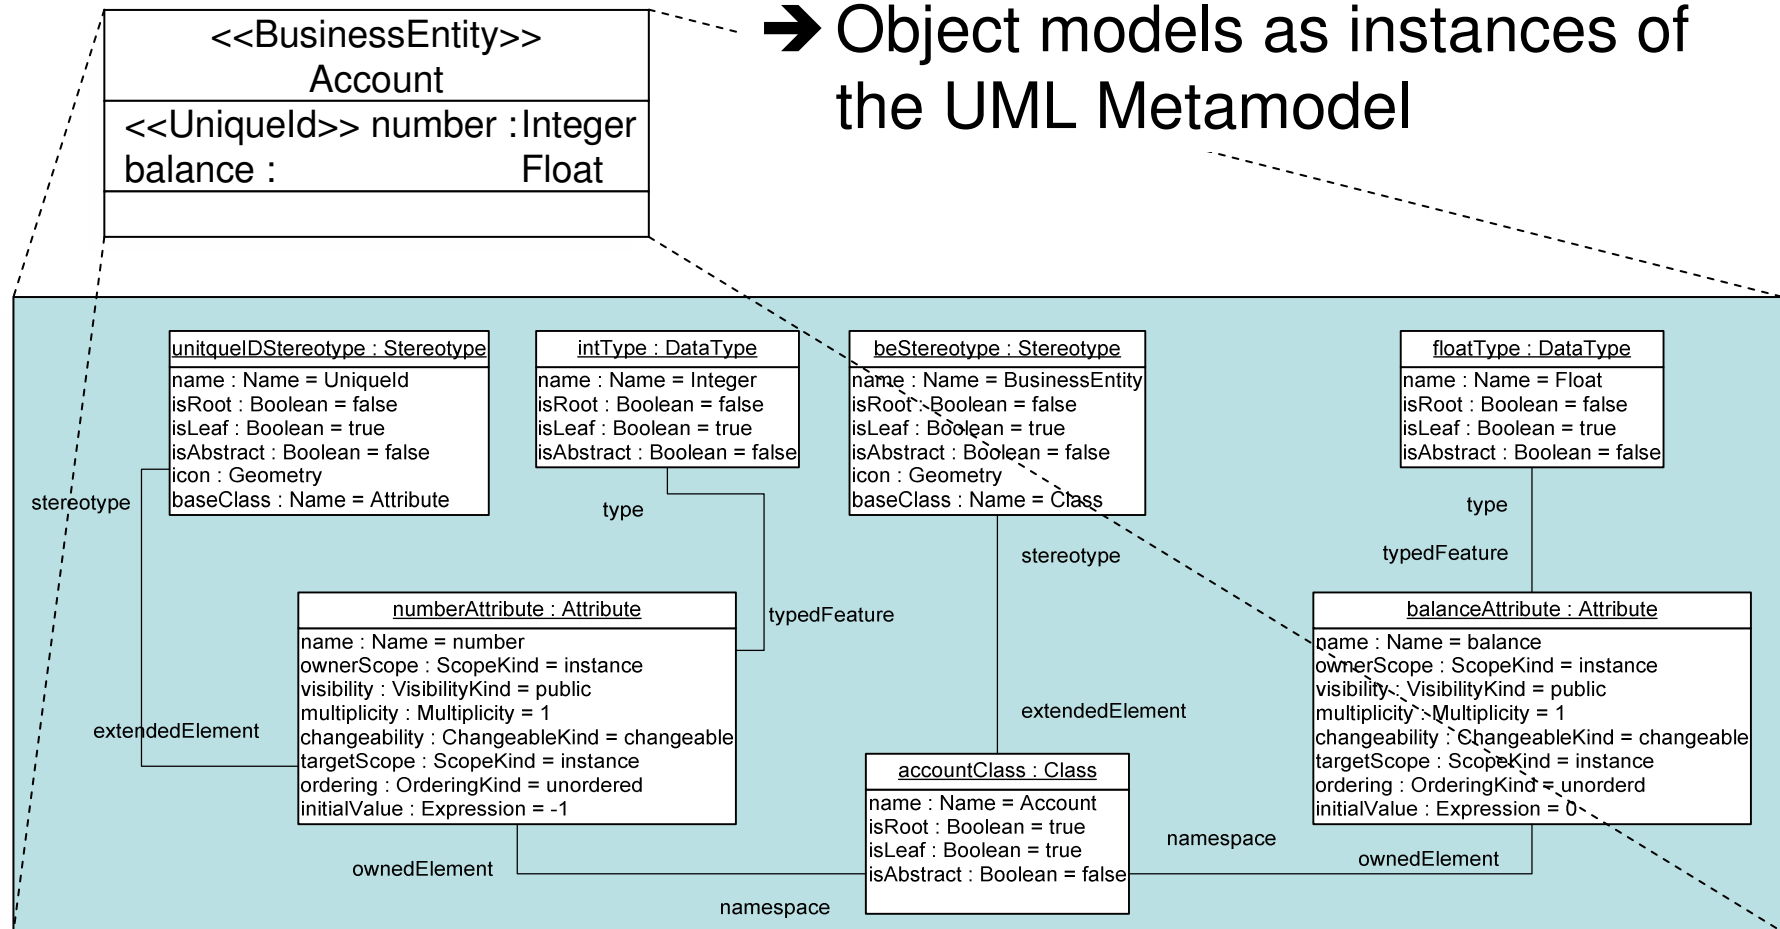 <<BusinessEntity>>
Account
<<UniqueId>> number : Integer
balance : Float
➔ Object models as instances of
the UML Metamodel
unitqueIDStereotype : Stereotype
name : Name = UniqueId
isRoot : Boolean = false
isLeaf : Boolean = true
isAbstract : Boolean = false
icon : Geometry
baseClass : Name = Attribute
intType : DataType
name : Name = Integer
isRoot : Boolean = false
isLeaf : Boolean = true
isAbstract : Boolean = false
beStereotype : Stereotype
name : Name = BusinessEntity
isRoot : Boolean = false
isLeaf : Boolean = true
isAbstract : Boolean = false
icon : Geometry
baseClass : Name = Class
floatType : DataType
name : Name = Float
isRoot : Boolean = false
isLeaf : Boolean = true
isAbstract : Boolean = false
stereotype
type
stereotype
type
typedFeature
numberAttribute : Attribute
name : Name = number
ownerScope : ScopeKind = instance
visibility : VisibilityKind = public
multiplicity : Multiplicity = 1
changeability : ChangeableKind = changeable
targetScope : ScopeKind = instance
ordering : OrderingKind = unordered
initialValue : Expression = -1
typedFeature
balanceAttribute : Attribute
name : Name = balance
ownerScope : ScopeKind = instance
visibility : VisibilityKind = public
multiplicity : Multiplicity = 1
changeability : ChangeableKind = changeable
targetScope : ScopeKind = instance
ordering : OrderingKind = unorderd
initialValue : Expression = 0
extendedElement
extendedElement
accountClass : Class
name : Name = Account
isRoot : Boolean = true
isLeaf : Boolean = true
isAbstract : Boolean = false
ownedElement
namespace
namespace
ownedElement